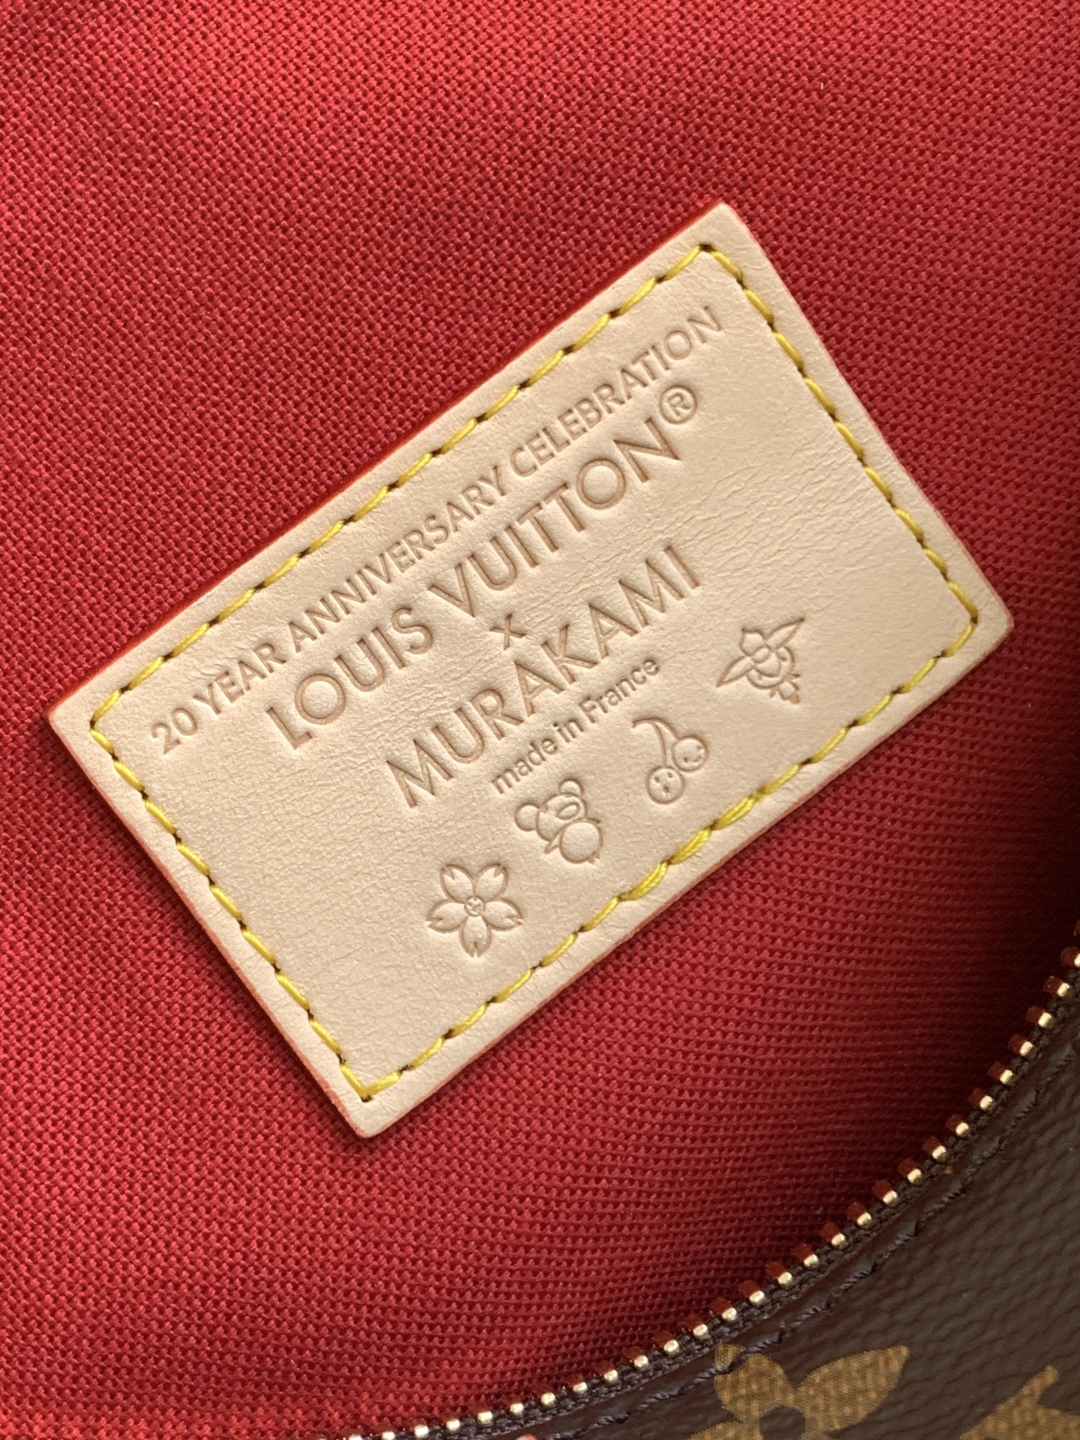 20 YEAR ANNIVERSARY CELEBRATION
LOUIS VUITTON®
x
MURAKAMI
made in France